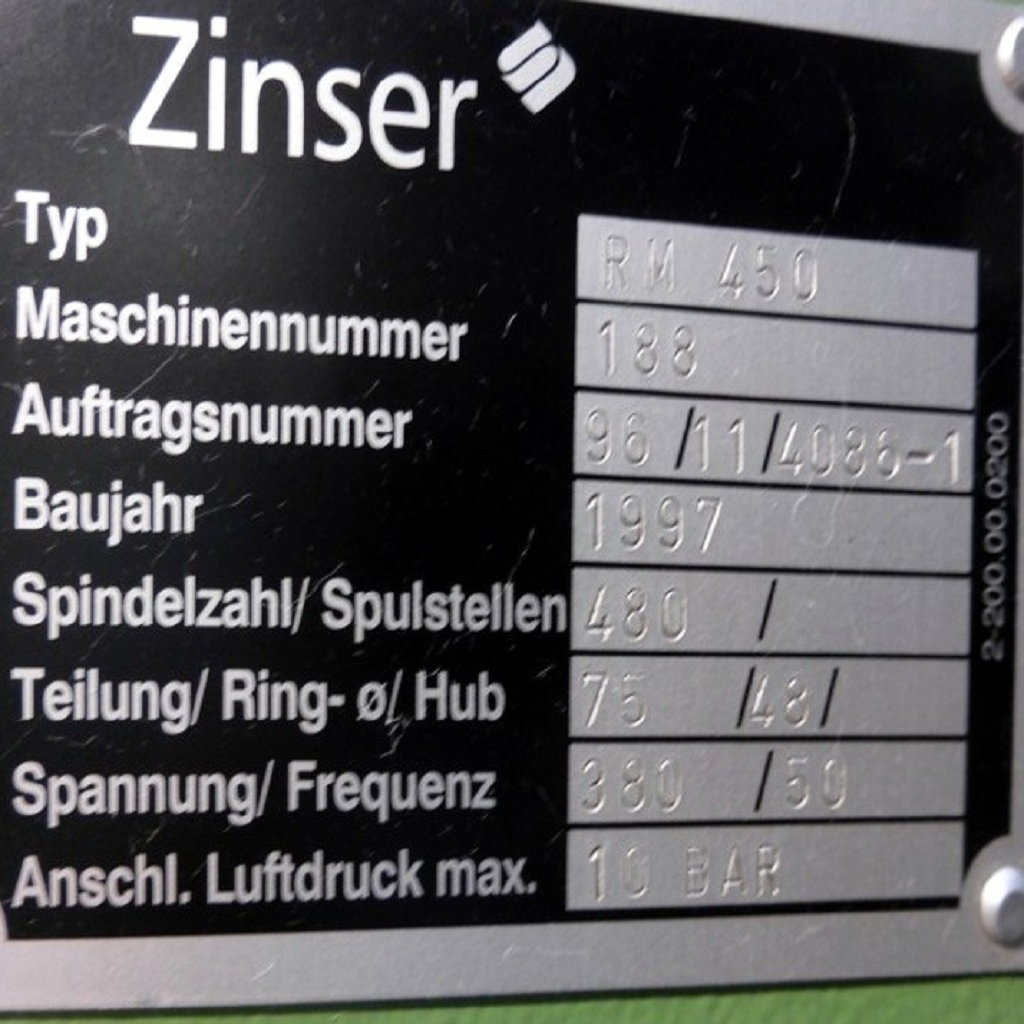 Zinser
Typ RM 450
Maschinennummer 188
Auftragsnummer 96/11/4086-1
Baujahr 1997
Spindelzahl/ Spulstellen 480 /
Teilung/ Ring- ø/ Hub 75 /48/
Spannung/ Frequenz 380 /50
Anschl. Luftdruck max. 10 BAR
2-200.00.0200